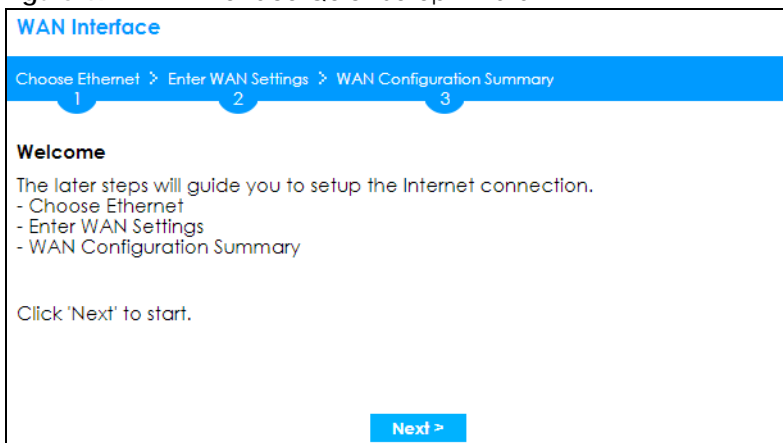 WAN Interface
Choose Ethernet > Enter WAN Settings > WAN Configuration Summary
1 2 3
Welcome
The later steps will guide you to setup the Internet connection.
- Choose Ethernet
- Enter WAN Settings
- WAN Configuration Summary
Click 'Next' to start.
Next >